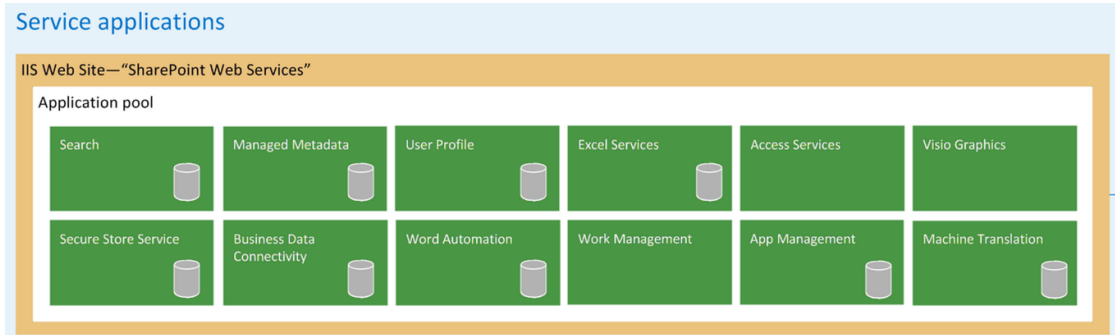 Service applications
IIS Web Site—“SharePoint Web Services”
Application pool
Search
Managed Metadata
User Profile
Excel Services
Access Services
Visio Graphics
Secure Store Service
Business Data
Connectivity
Word Automation
Work Management
App Management
Machine Translation